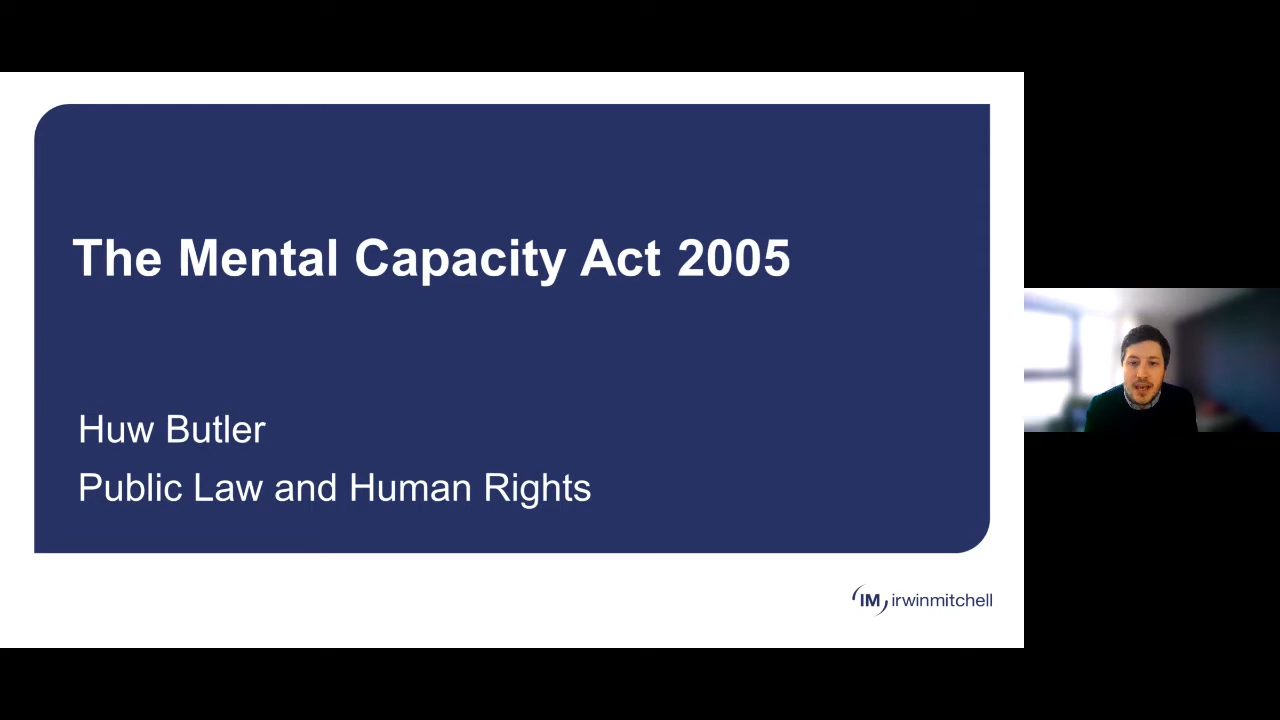 The Mental Capacity Act 2005
Huw Butler
Public Law and Human Rights
IM irwinmitchell